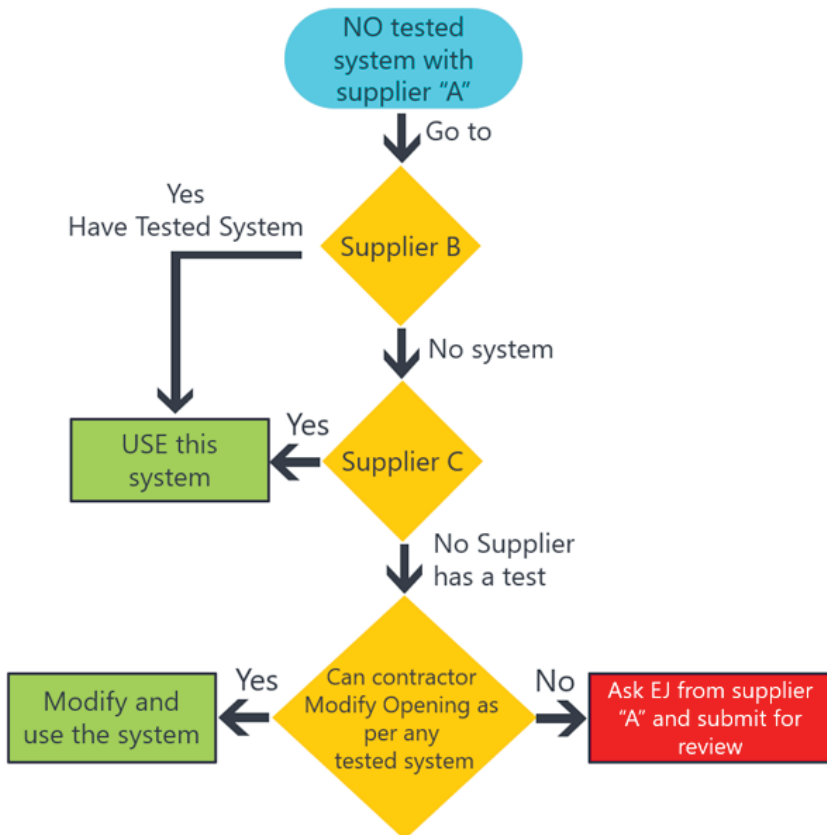 NO tested
system with
supplier "A"
Go to
Yes
Have Tested System
Supplier B
No system
USE this
system
Yes
Supplier C
No Supplier
has a test
Modify and
use the system
Yes
Can contractor
Modify Opening as
per any
tested system
No
Ask EJ from supplier
"A" and submit for
review